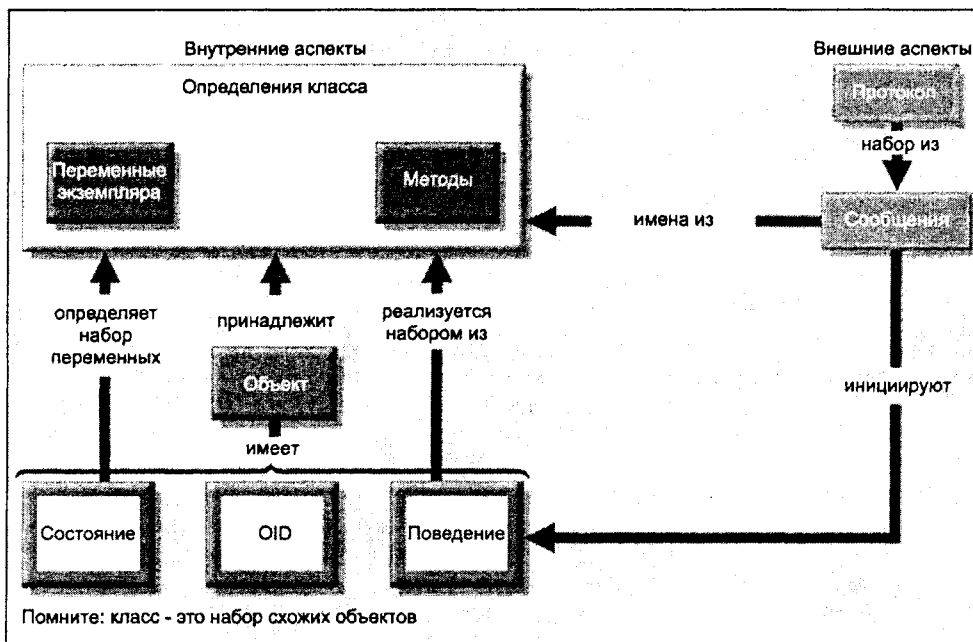 Внутренние аспекты
Внешние аспекты
Определения класса
Протокол
Переменные
экземпляра
Методы
набор из
имена из
Сообщения
определяет
набор
переменных
принадлежит
реализуется
набором из
Объект
инициируют
имеет
Состояние
OID
Поведение
Помните: класс - это набор схожих объектов